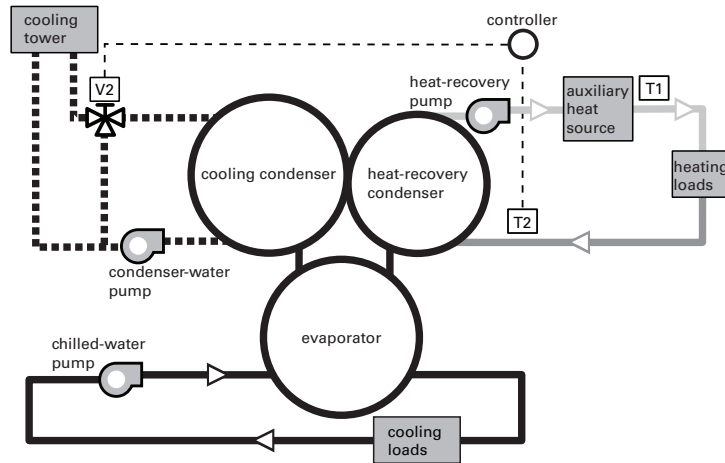 cooling
tower
controller
V2
heat-recovery
pump
auxiliary
heat
source
T1
cooling condenser
heat-recovery
condenser
heating
loads
T2
condenser-water
pump
evaporator
chilled-water
pump
cooling
loads